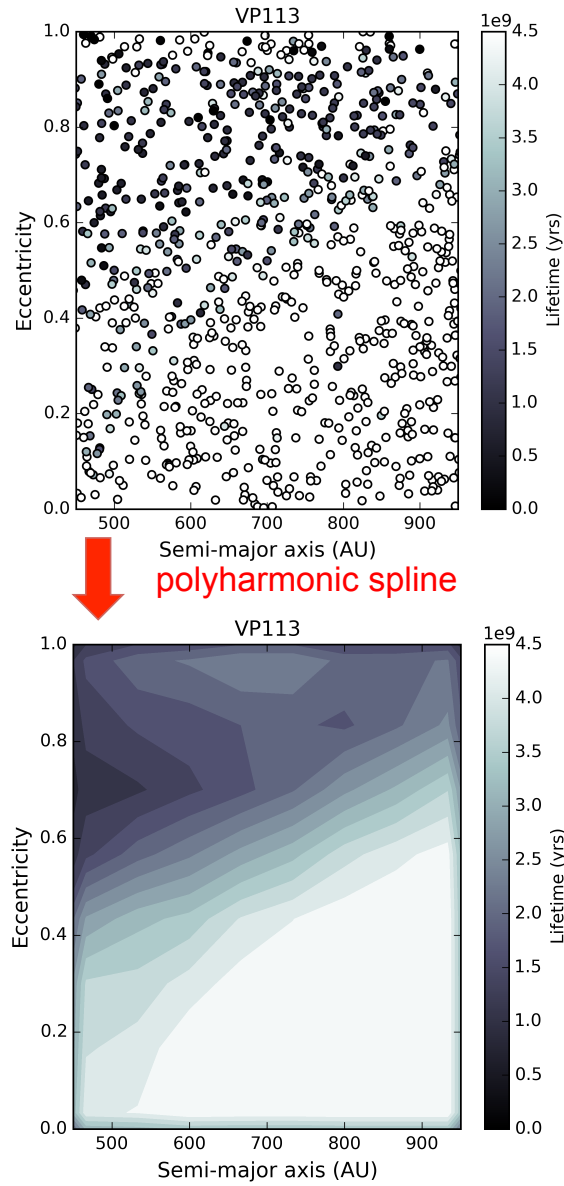 VP113
1e9
1.0
0.8
0.6
0.4
0.2
0.0
Eccentricity
500 600 700 800 900
Semi-major axis (AU)
4.5
4.0
3.5
3.0
2.5
2.0
1.5
1.0
0.5
0.0
Lifetime (yrs)
polyharmonic spline
VP113
1e9
1.0
0.8
0.6
0.4
0.2
0.0
Eccentricity
500 600 700 800 900
Semi-major axis (AU)
4.5
4.0
3.5
3.0
2.5
2.0
1.5
1.0
0.5
0.0
Lifetime (yrs)